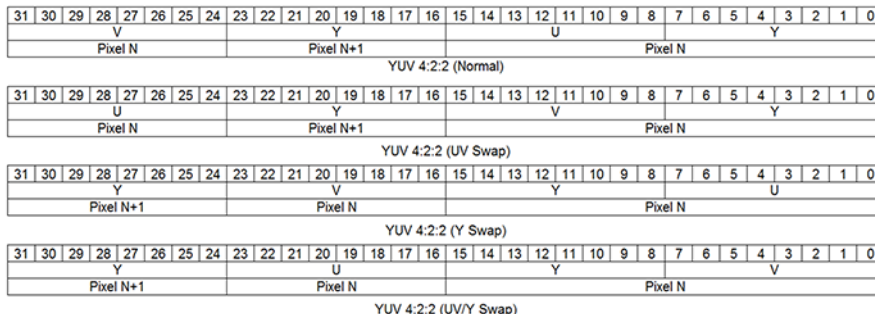 31 30 29 28 27 26 25 24 23 22 21 20 19 18 17 16 15 14 13 12 11 10 9 8 7 6 5 4 3 2 1 0
V Y U Y
Pixel N Pixel N+1 Pixel N
YUV 4:2:2 (Normal)
31 30 29 28 27 26 25 24 23 22 21 20 19 18 17 16 15 14 13 12 11 10 9 8 7 6 5 4 3 2 1 0
U Y V Y
Pixel N Pixel N+1 Pixel N
YUV 4:2:2 (UV Swap)
31 30 29 28 27 26 25 24 23 22 21 20 19 18 17 16 15 14 13 12 11 10 9 8 7 6 5 4 3 2 1 0
Y V Y U
Pixel N+1 Pixel N Pixel N
YUV 4:2:2 (Y Swap)
31 30 29 28 27 26 25 24 23 22 21 20 19 18 17 16 15 14 13 12 11 10 9 8 7 6 5 4 3 2 1 0
Y U Y V
Pixel N+1 Pixel N Pixel N
YUV 4:2:2 (UV/Y Swap)